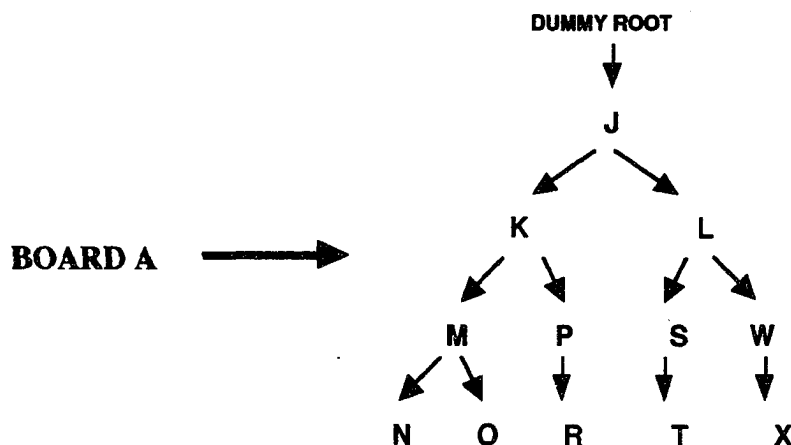 DUMMY ROOT
J
K L
BOARD A
M P S W
N O R T X